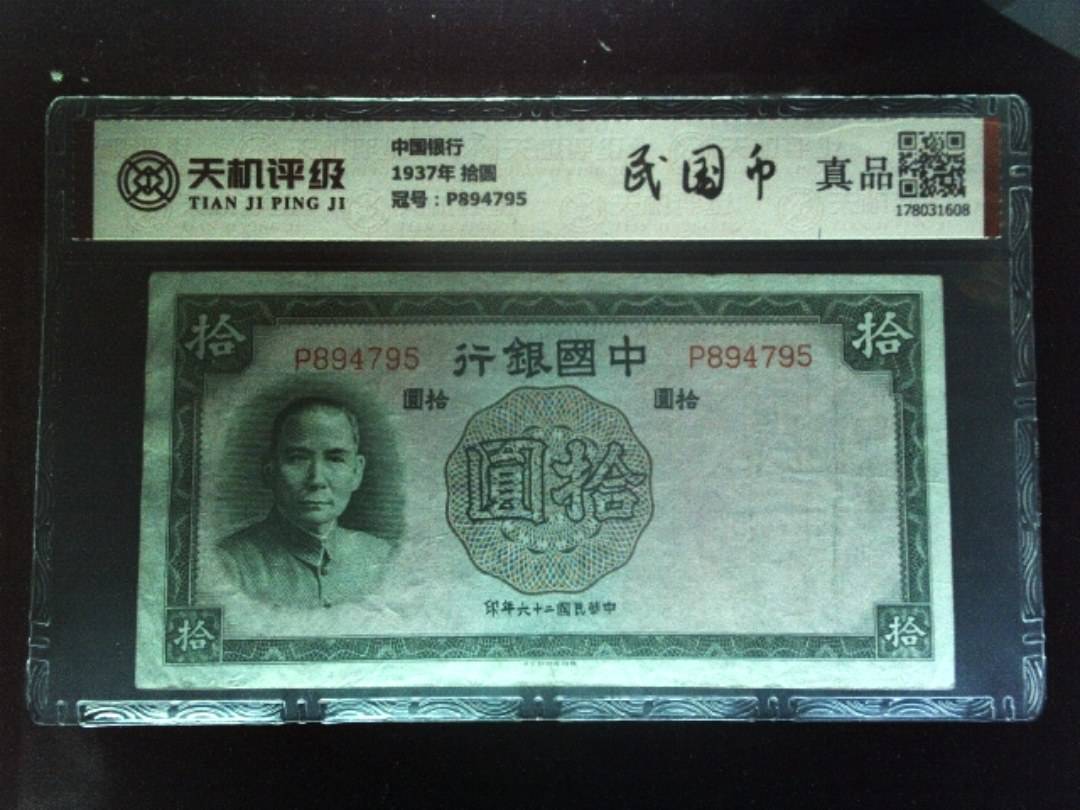 天机评级
TIAN JI PING JI
中国银行
1937年 拾圆
冠号：P894795
民国币
真品
178031608
拾
拾
P894795
行銀國中
P894795
圓拾
圓拾
圓拾
印年六十二國民華中
拾
拾